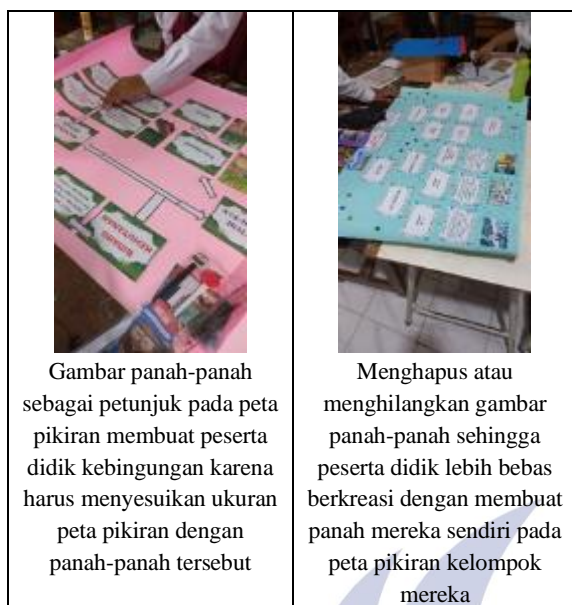 Gambar panah-panah
sebagai petunjuk pada peta
pikiran membuat peserta
didik kebingungan karena
harus menyesuikan ukuran
peta pikiran dengan
panah-panah tersebut
Menghapus atau
menghilangkan gambar
panah-panah sehingga
peserta didik lebih bebas
berkreasi dengan membuat
panah mereka sendiri pada
peta pikiran kelompok
mereka